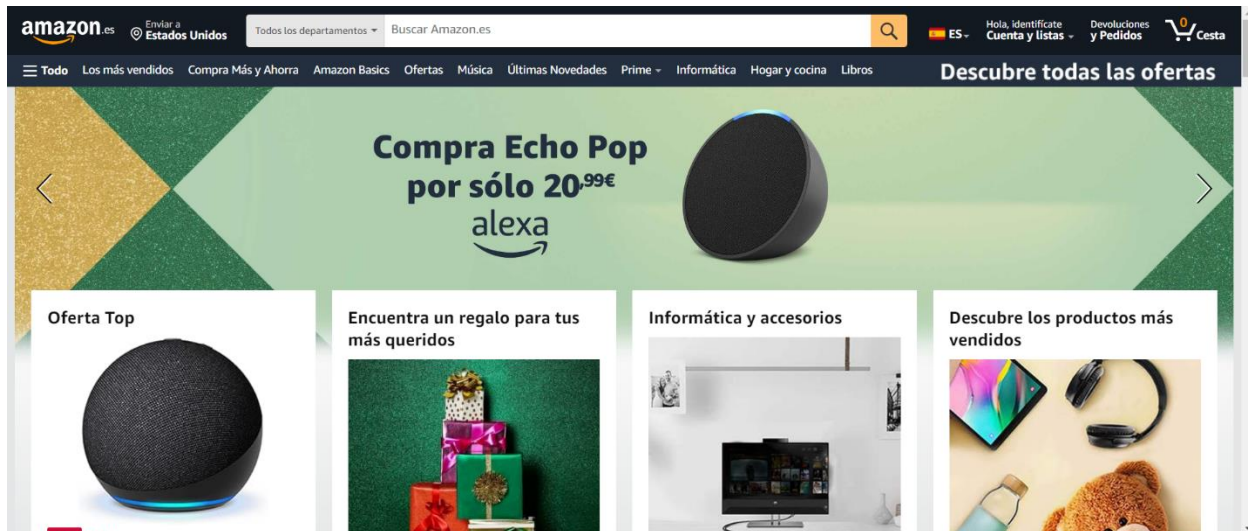 amazon.es
Enviar a
Estados Unidos
Todos los departamentos
Buscar Amazon.es
ES
Hola, identifícate
Cuenta y listas
Devoluciones
y Pedidos
0
Cesta
Todo
Los más vendidos
Compra Más y Ahorra
Amazon Basics
Ofertas
Música
Últimas Novedades
Prime
Informática
Hogar y cocina
Libros
Descubre todas las ofertas
Compra Echo Pop
por sólo 20,99€
alexa
Oferta Top
Encuentra un regalo para tus
más queridos
Informática y accesorios
Descubre los productos más
vendidos